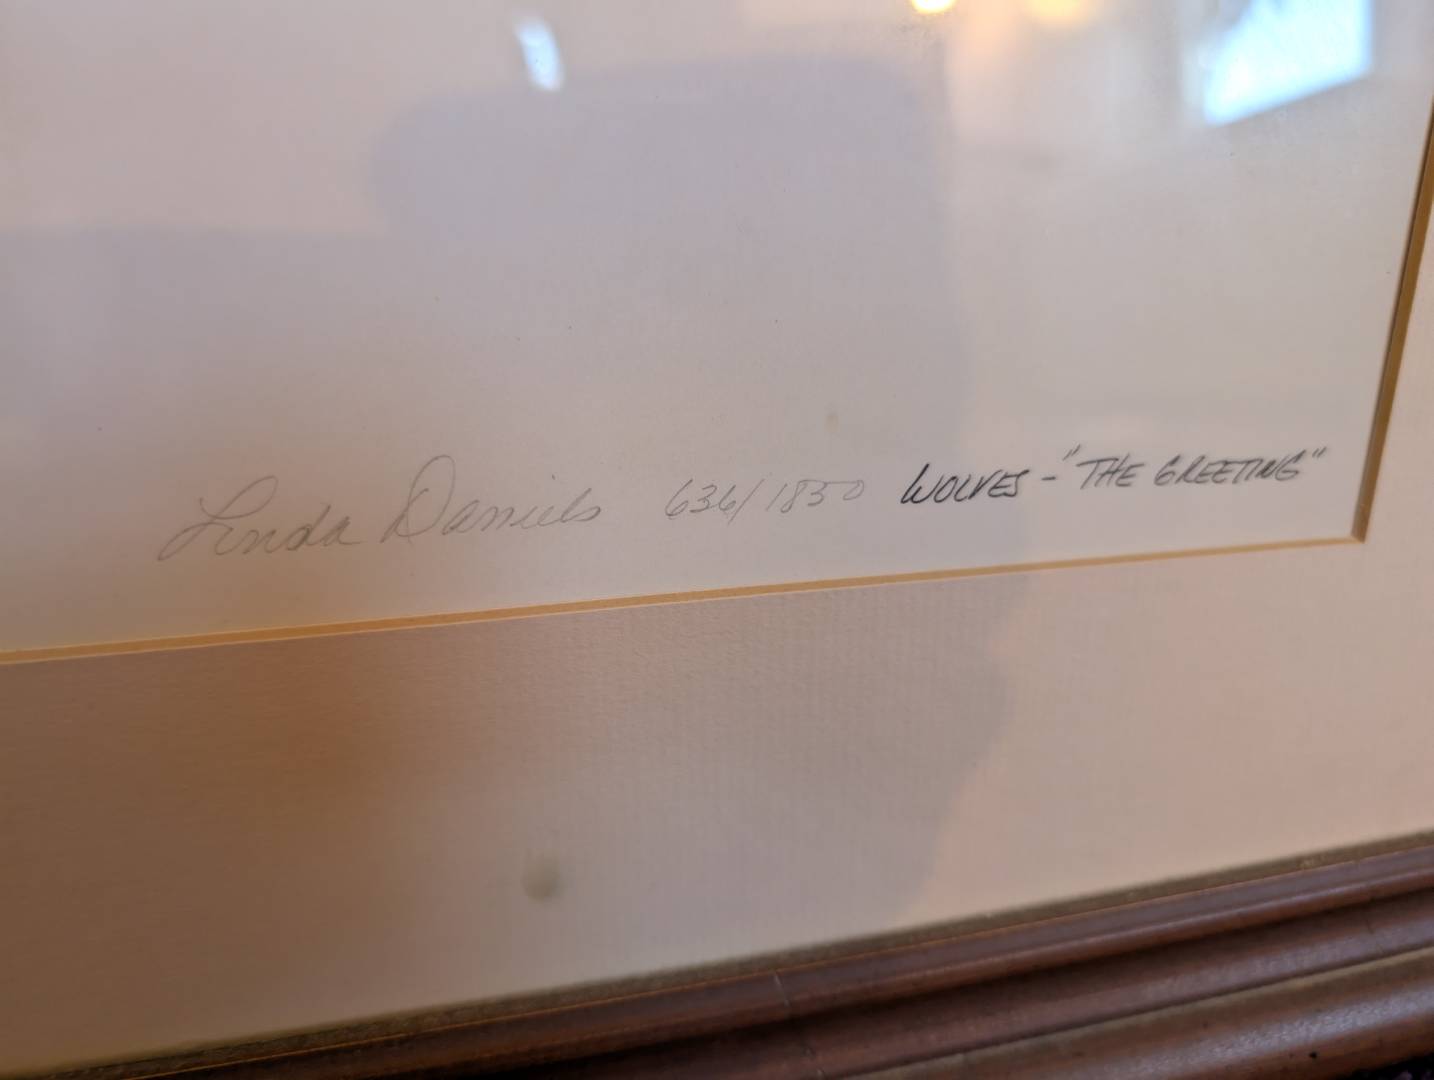 Linda Daniels 636/1850 WOLVES - "THE GREETING"